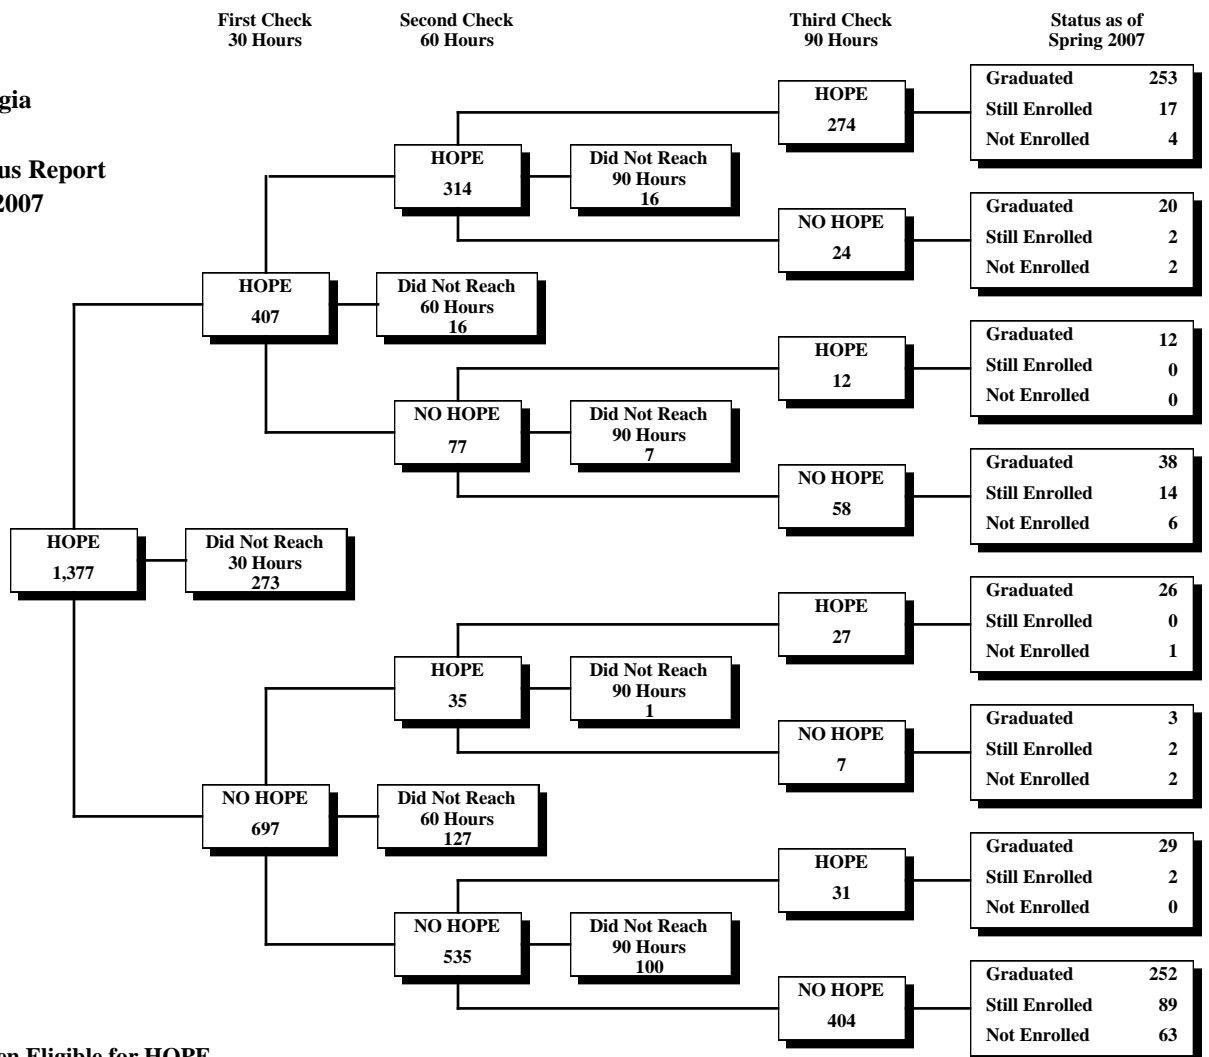 First Check
30 Hours
Second Check
60 Hours
Third Check
90 Hours
Status as of
Spring 2007
gia
us Report
2007
HOPE
1,377
Did Not Reach
30 Hours
273
HOPE
407
Did Not Reach
60 Hours
16
HOPE
314
Did Not Reach
90 Hours
16
HOPE
274
Graduated 253
Still Enrolled 17
Not Enrolled 4
NO HOPE
24
Graduated 20
Still Enrolled 2
Not Enrolled 2
NO HOPE
77
Did Not Reach
90 Hours
7
HOPE
12
Graduated 12
Still Enrolled 0
Not Enrolled 0
NO HOPE
58
Graduated 38
Still Enrolled 14
Not Enrolled 6
NO HOPE
697
Did Not Reach
60 Hours
127
HOPE
35
Did Not Reach
90 Hours
1
HOPE
27
Graduated 26
Still Enrolled 0
Not Enrolled 1
NO HOPE
7
Graduated 3
Still Enrolled 2
Not Enrolled 2
NO HOPE
535
Did Not Reach
90 Hours
100
HOPE
31
Graduated 29
Still Enrolled 2
Not Enrolled 0
NO HOPE
404
Graduated 252
Still Enrolled 89
Not Enrolled 63
en Eligible for HOPE